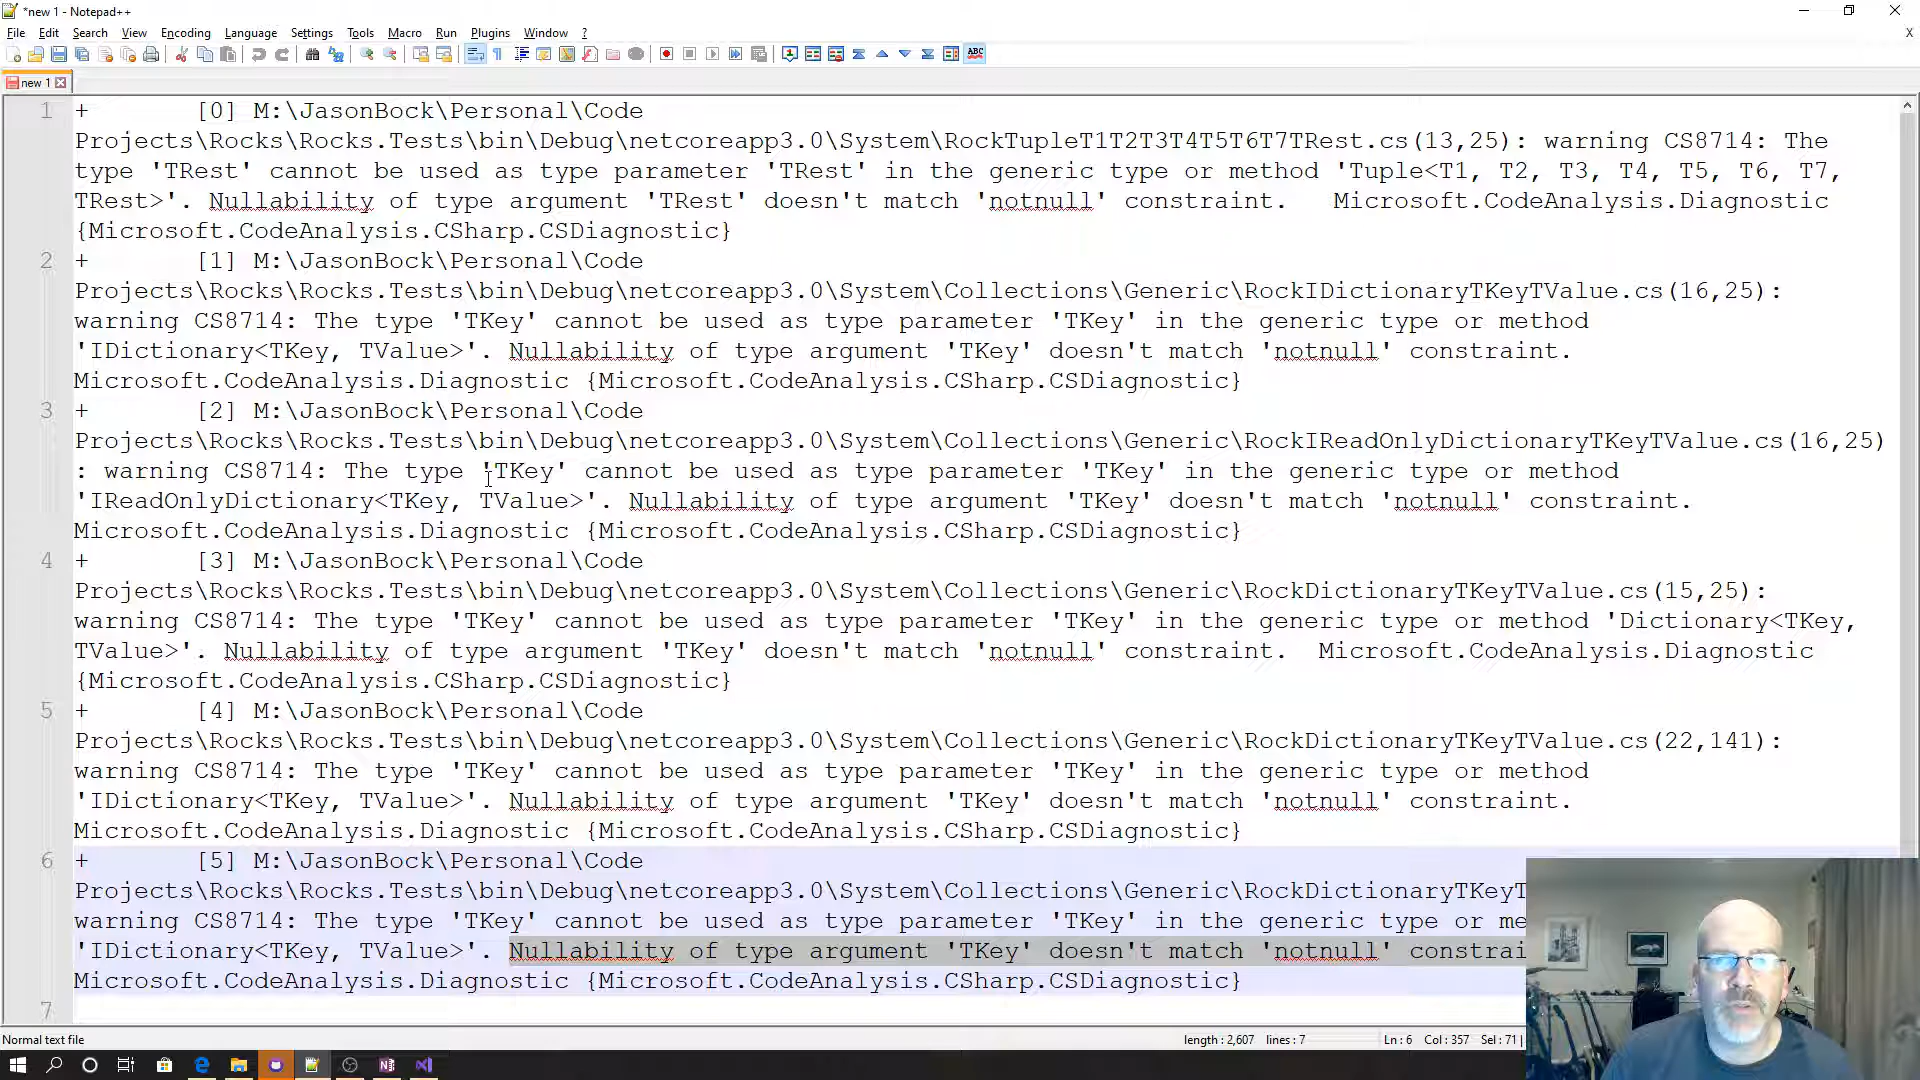 *new 1 - Notepad++
File Edit Search View Encoding Language Settings Tools Macro Run Plugins Window ? X
ABC
new 1
1 + [0] M:\JasonBock\Personal\Code
Projects\Rocks\Rocks.Tests\bin\Debug\netcoreapp3.0\System\RockTupleT1T2T3T4T5T6T7TRest.cs(13,25): warning CS8714: The
type 'TRest' cannot be used as type parameter 'TRest' in the generic type or method 'Tuple<T1, T2, T3, T4, T5, T6, T7,
TRest>'. Nullability of type argument 'TRest' doesn't match 'notnull' constraint. Microsoft.CodeAnalysis.Diagnostic
{Microsoft.CodeAnalysis.CSharp.CSDiagnostic}
2 + [1] M:\JasonBock\Personal\Code
Projects\Rocks\Rocks.Tests\bin\Debug\netcoreapp3.0\System\Collections\Generic\RockIDictionaryTKeyTValue.cs(16,25):
warning CS8714: The type 'TKey' cannot be used as type parameter 'TKey' in the generic type or method
'IDictionary<TKey, TValue>'. Nullability of type argument 'TKey' doesn't match 'notnull' constraint.
Microsoft.CodeAnalysis.Diagnostic {Microsoft.CodeAnalysis.CSharp.CSDiagnostic}
3 + [2] M:\JasonBock\Personal\Code
Projects\Rocks\Rocks.Tests\bin\Debug\netcoreapp3.0\System\Collections\Generic\RockIReadOnlyDictionaryTKeyTValue.cs(16,25)
: warning CS8714: The type 'TKey' cannot be used as type parameter 'TKey' in the generic type or method
'IReadOnlyDictionary<TKey, TValue>'. Nullability of type argument 'TKey' doesn't match 'notnull' constraint.
Microsoft.CodeAnalysis.Diagnostic {Microsoft.CodeAnalysis.CSharp.CSDiagnostic}
4 + [3] M:\JasonBock\Personal\Code
Projects\Rocks\Rocks.Tests\bin\Debug\netcoreapp3.0\System\Collections\Generic\RockDictionaryTKeyTValue.cs(15,25):
warning CS8714: The type 'TKey' cannot be used as type parameter 'TKey' in the generic type or method 'Dictionary<TKey,
TValue>'. Nullability of type argument 'TKey' doesn't match 'notnull' constraint. Microsoft.CodeAnalysis.Diagnostic
{Microsoft.CodeAnalysis.CSharp.CSDiagnostic}
5 + [4] M:\JasonBock\Personal\Code
Projects\Rocks\Rocks.Tests\bin\Debug\netcoreapp3.0\System\Collections\Generic\RockDictionaryTKeyTValue.cs(22,141):
warning CS8714: The type 'TKey' cannot be used as type parameter 'TKey' in the generic type or method
'IDictionary<TKey, TValue>'. Nullability of type argument 'TKey' doesn't match 'notnull' constraint.
Microsoft.CodeAnalysis.Diagnostic {Microsoft.CodeAnalysis.CSharp.CSDiagnostic}
6 + [5] M:\JasonBock\Personal\Code
Projects\Rocks\Rocks.Tests\bin\Debug\netcoreapp3.0\System\Collections\Generic\RockDictionaryTKeyT
warning CS8714: The type 'TKey' cannot be used as type parameter 'TKey' in the generic type or me
'IDictionary<TKey, TValue>'. Nullability of type argument 'TKey' doesn't match 'notnull' constrai
Microsoft.CodeAnalysis.Diagnostic {Microsoft.CodeAnalysis.CSharp.CSDiagnostic}
7
Normal text file length : 2,607 lines : 7 Ln : 6 Col : 357 Sel : 71 |